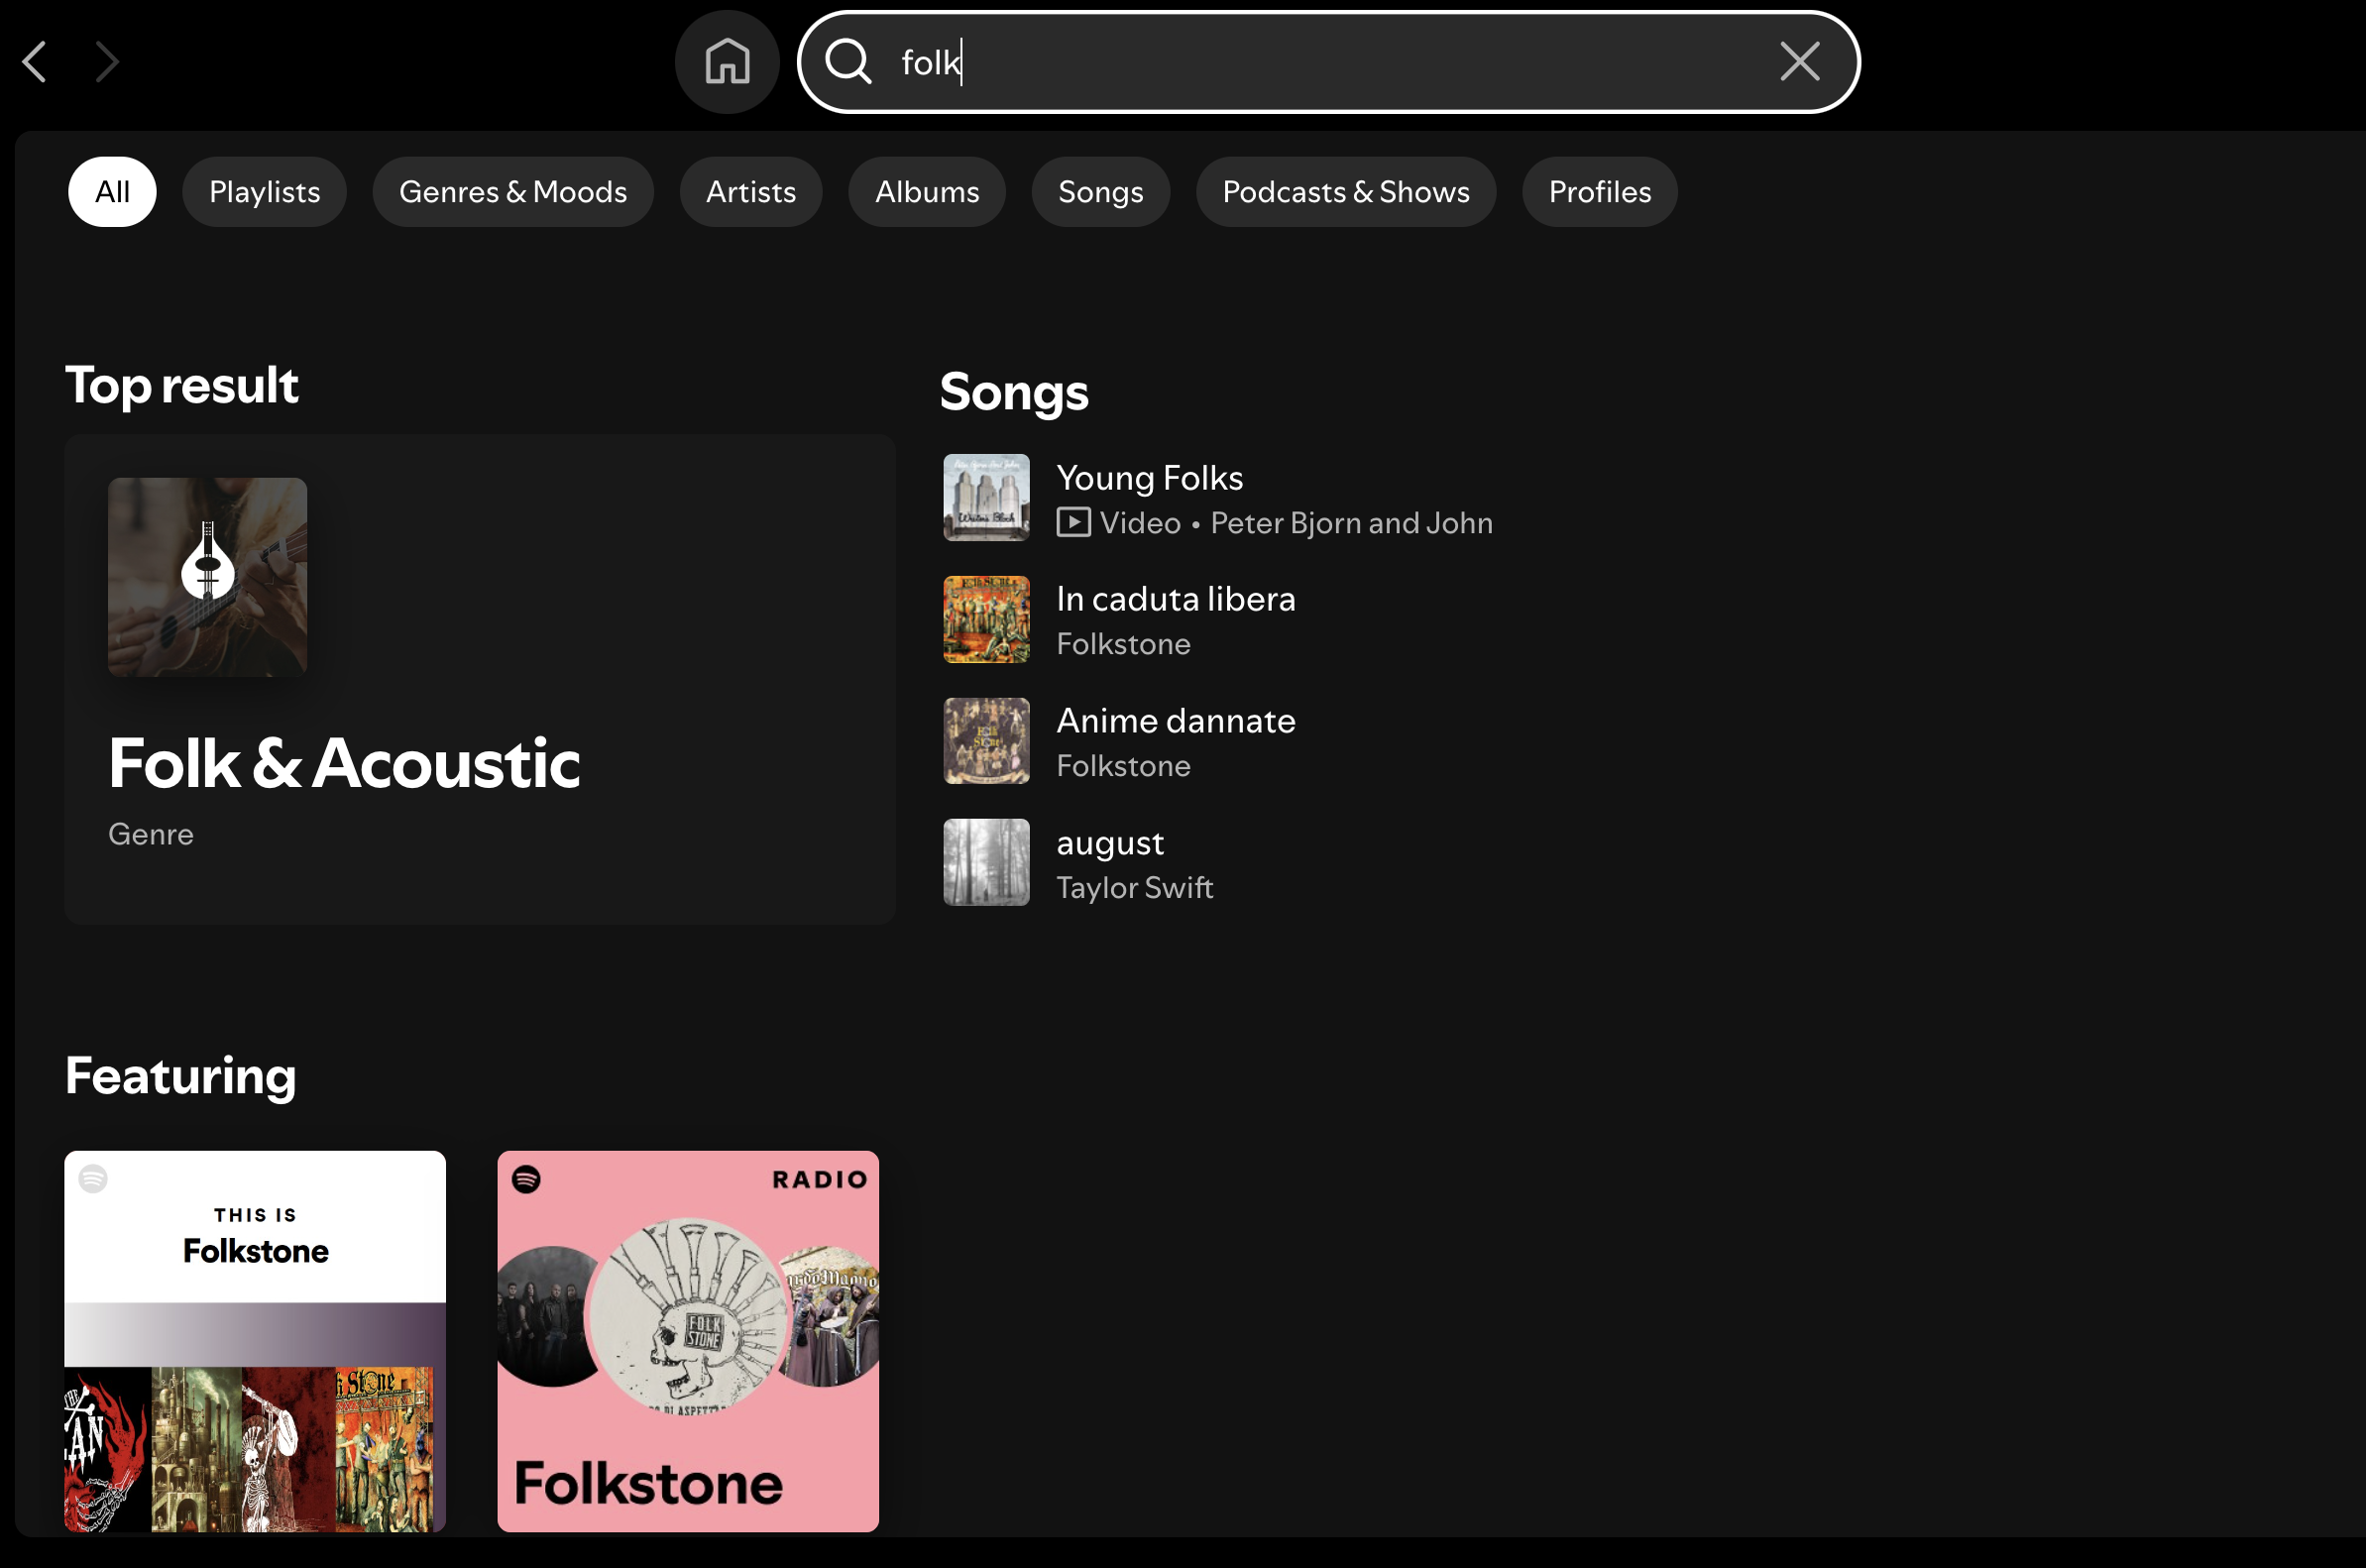 folk
All
Playlists
Genres & Moods
Artists
Albums
Songs
Podcasts & Shows
Profiles
Top result
Folk & Acoustic
Genre
Songs
Young Folks
Video • Peter Bjorn and John
In caduta libera
Folkstone
Anime dannate
Folkstone
august
Taylor Swift
Featuring
THIS IS
Folkstone
RADIO
FOLK
STONE
Folkstone